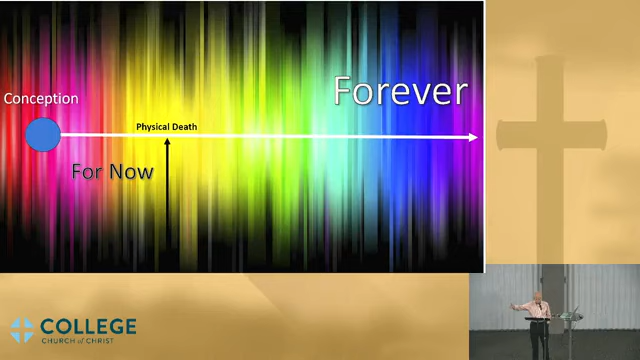 Conception
Forever
Physical Death
For Now
COLLEGE
CHURCH of CHRIST